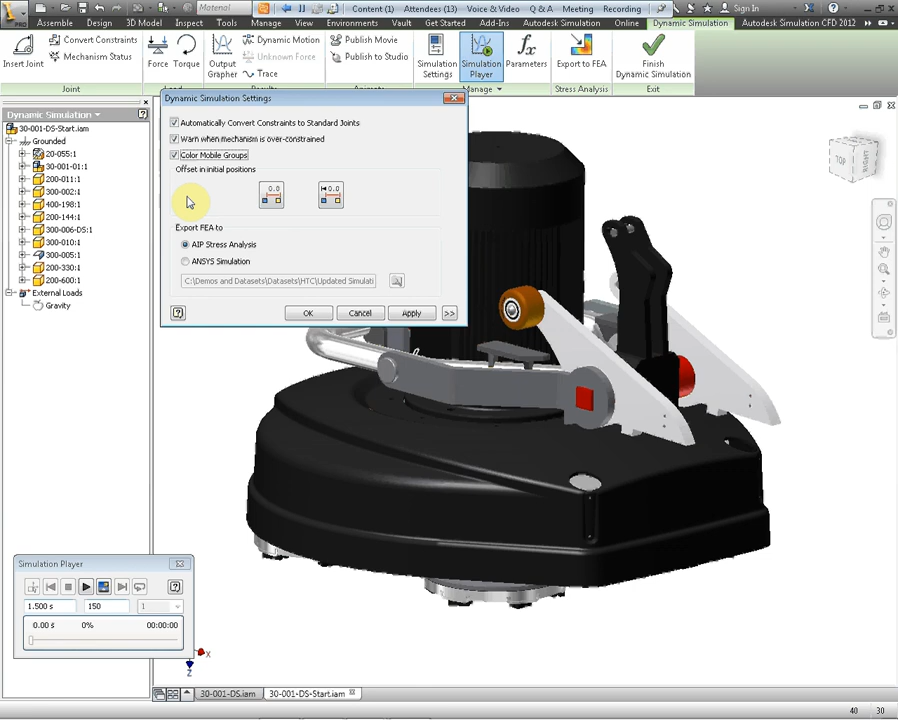 Material
Content (1)
Attendees (13)
Voice & Video
Q & A
Meeting
Recording
Sign In
PRO
Assembly
Design
3D Model
Inspect
Tools
Manage
Environments
Vault
Get Started
Add-Ins
Autodesk Simulation
Online
Dynamic Simulation
Autodesk Simulation CFD 2012
Insert Joint
Convert Constraints
Mechanism Status
Force
Torque
Output Grapher
Dynamic Motion
Unknown Force
Trace
Publish Movie
Publish to Studio
Simulation Settings
Simulation Player
Parameters
Export to FEA
Finish Dynamic Simulation
Joint
Load
Results
Animate
Manage
Stress Analysis
Exit
Dynamic Simulation
30-001-DS-Start.iam
Grounded
20-055:1
30-001-01:1
200-011:1
300-002:1
400-198:1
200-144:1
300-006-DS:1
300-010:1
300-005:1
200-330:1
200-600:1
External Loads
Gravity
Dynamic Simulation Settings
Automatically Convert Constraints to Standard Joints
Warn when mechanism is over-constrained
Color Mobile Groups
Offset in initial positions
0.0
0.0
Export FEA to
AIP Stress Analysis
ANSYS Simulation
C:\Demos and Datasets\Datasets\HTC\Updated Simulati
OK
Cancel
Apply
>>
TOP
RIGHT
Simulation Player
1.500 s
150
1
0.00 s
0%
00:00:00
X
Z
30-001-DS.iam
30-001-DS-Start.iam
40
30